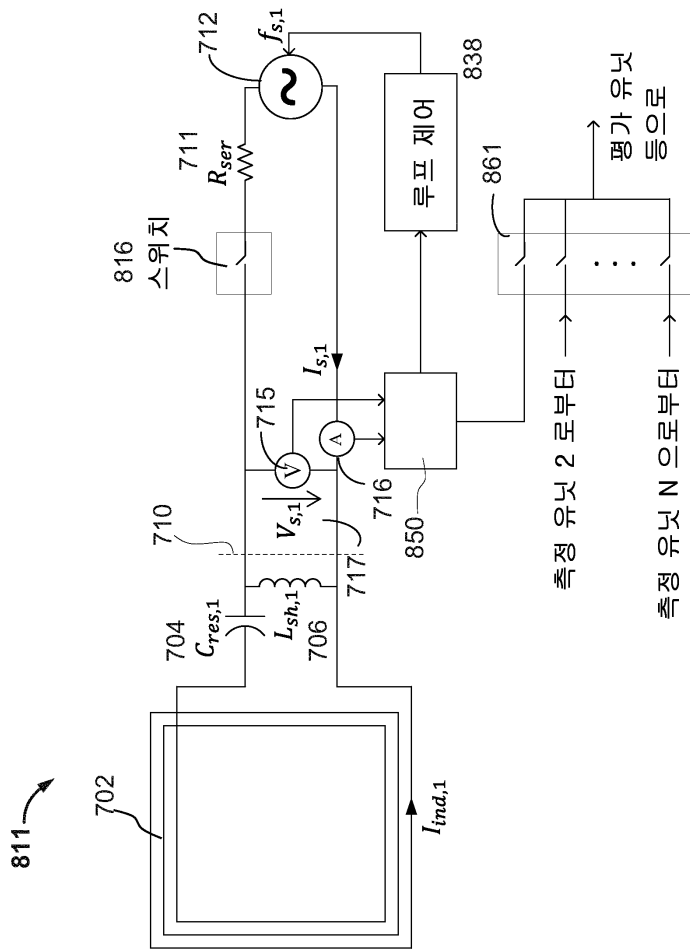 811
702
I_ind,1
704
C_res,1
L_sh,1
706
710
717
V_s,1
V
715
A
716
I_s,1
816
스위치
711
R_ser
712
f_s,1
850
루프 제어
838
861
평가 유닛
등으로
측정 유닛 2 로부터
측정 유닛 N 으로부터